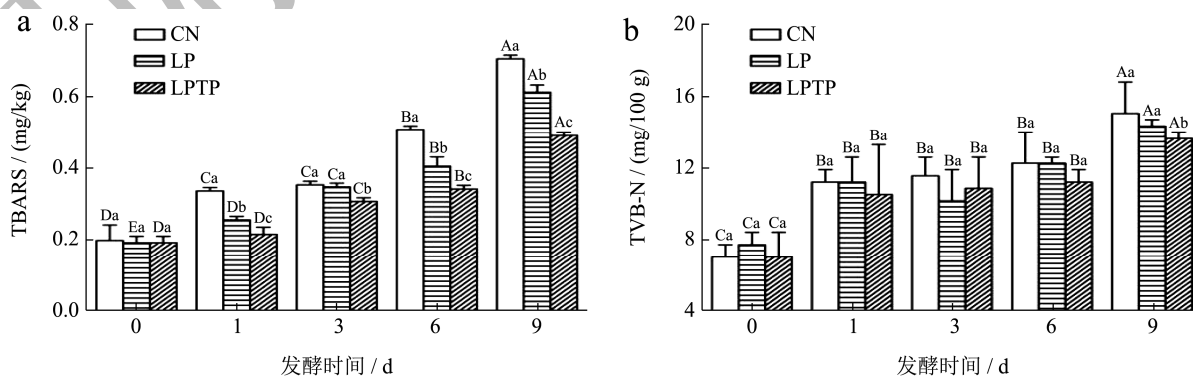 a
TBARS / (mg/kg)
0.8
0.6
0.4
0.2
0.0
CN
LP
LPTP
Da Ea Da
Ca Db Dc
Ca Ca Cb
Ba Bb Bc
Aa Ab Ac
0 1 3 6 9
发酵时间 / d
b
TVB-N / (mg/100 g)
20
16
12
8
4
CN
LP
LPTP
Ca Ca Ca
Ba Ba Ba
Ba Ba Ba
Ba Ba Ba
Aa Aa Ab
0 1 3 6 9
发酵时间 / d